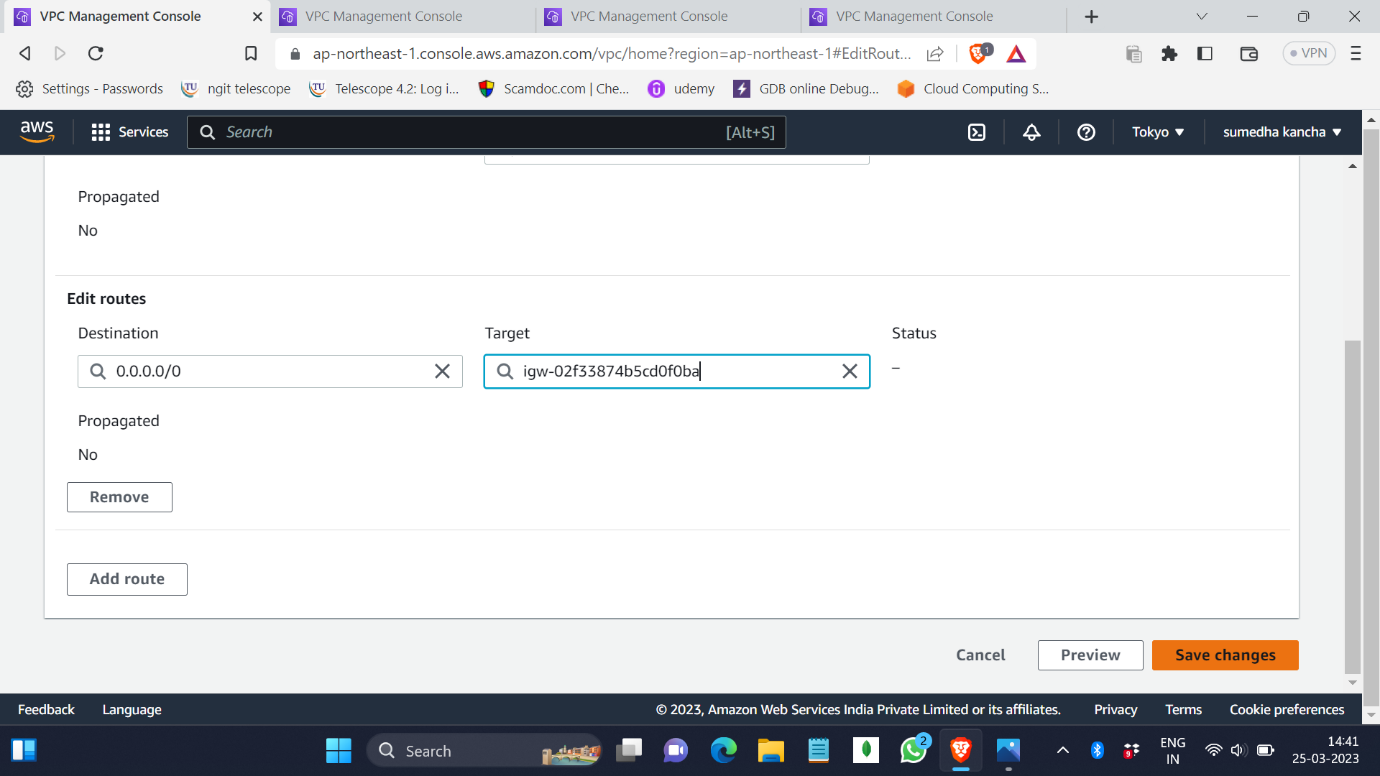 VPC Management Console
VPC Management Console
VPC Management Console
VPC Management Console
ap-northeast-1.console.aws.amazon.com/vpc/home?region=ap-northeast-1#EditRout...
1
VPN
Settings - Passwords
ngit telescope
Telescope 4.2: Log i...
Scamdoc.com | Che...
udemy
GDB online Debug...
Cloud Computing S...
aws
Services
Search
[Alt+S]
Tokyo
sumedha kancha
Propagated
No
Edit routes
Destination
Target
Status
0.0.0.0/0
igw-02f33874b5cd0f0ba
–
Propagated
No
Remove
Add route
Cancel
Preview
Save changes
Feedback
Language
© 2023, Amazon Web Services India Private Limited or its affiliates.
Privacy
Terms
Cookie preferences
Search
2
9
ENG
IN
14:41
25-03-2023